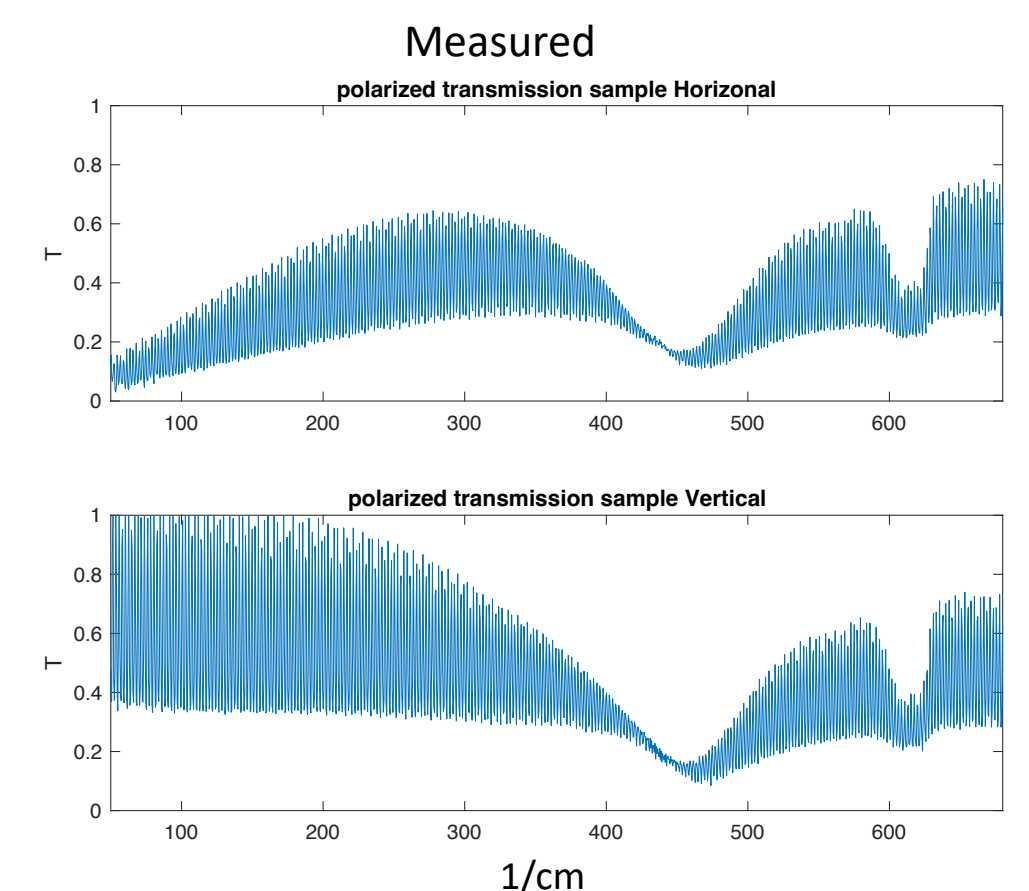 Measured
polarized transmission sample Horizonal
1
0.8
0.6
0.4
0.2
0
T
100 200 300 400 500 600
polarized transmission sample Vertical
1
0.8
0.6
0.4
0.2
0
T
100 200 300 400 500 600
1/cm